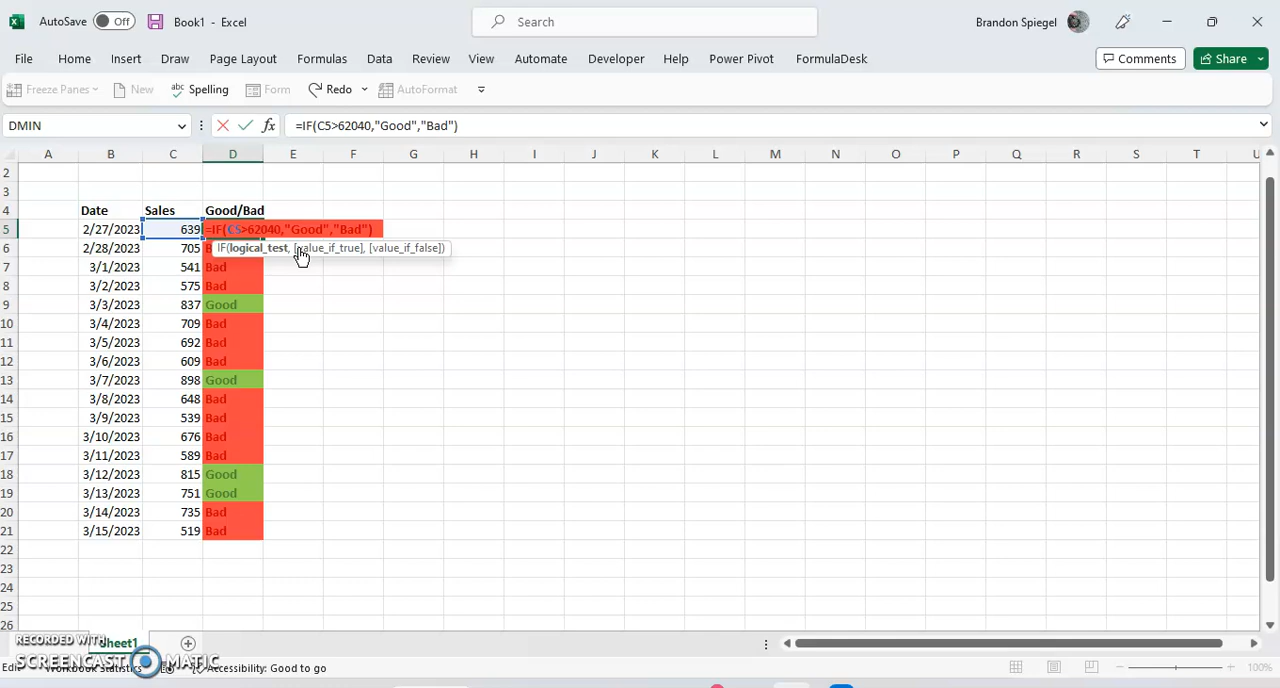 AutoSave Off Book1 - Excel Search Brandon Spiegel
File Home Insert Draw Page Layout Formulas Data Review View Automate Developer Help Power Pivot FormulaDesk Comments Share
Freeze Panes New abc Spelling Form Redo AutoFormat
DMIN fx =IF(C5>62040,"Good","Bad")
A B C D E F G H I J K L M N O P Q R S T U
2
3
4 Date Sales Good/Bad
5 2/27/2023 639 =IF(C5>62040,"Good","Bad")
6 2/28/2023 705 B IF(logical_test, [value_if_true], [value_if_false])
7 3/1/2023 541 Bad
8 3/2/2023 575 Bad
9 3/3/2023 837 Good
10 3/4/2023 709 Bad
11 3/5/2023 692 Bad
12 3/6/2023 609 Bad
13 3/7/2023 898 Good
14 3/8/2023 648 Bad
15 3/9/2023 539 Bad
16 3/10/2023 676 Bad
17 3/11/2023 589 Bad
18 3/12/2023 815 Good
19 3/13/2023 751 Good
20 3/14/2023 735 Bad
21 3/15/2023 519 Bad
22
23
24
25
26
RECORDED WITH
Sheet1
SCREENCAST MATIC
Edit Workbook Statistics Accessibility: Good to go 100%